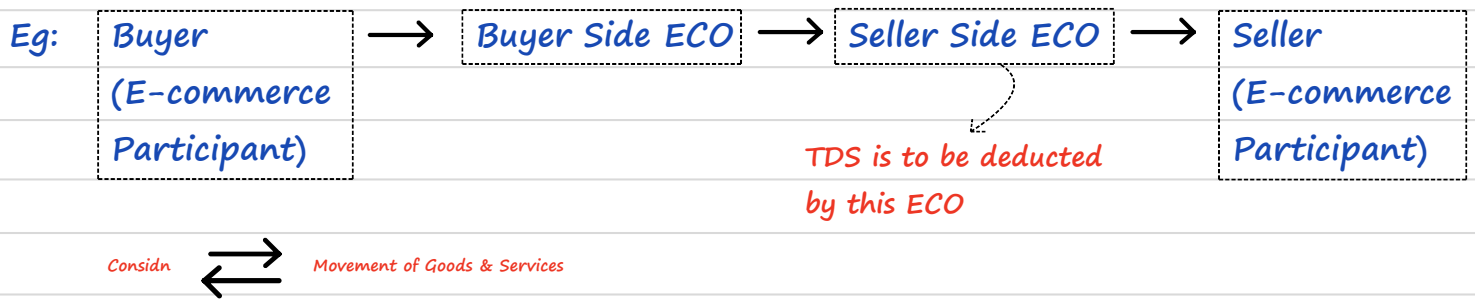 Eg: Buyer → Buyer Side ECO → Seller Side ECO → Seller
(E-commerce (E-commerce
Participant) Participant)
TDS is to be deducted
by this ECO
Considn Movement of Goods & Services